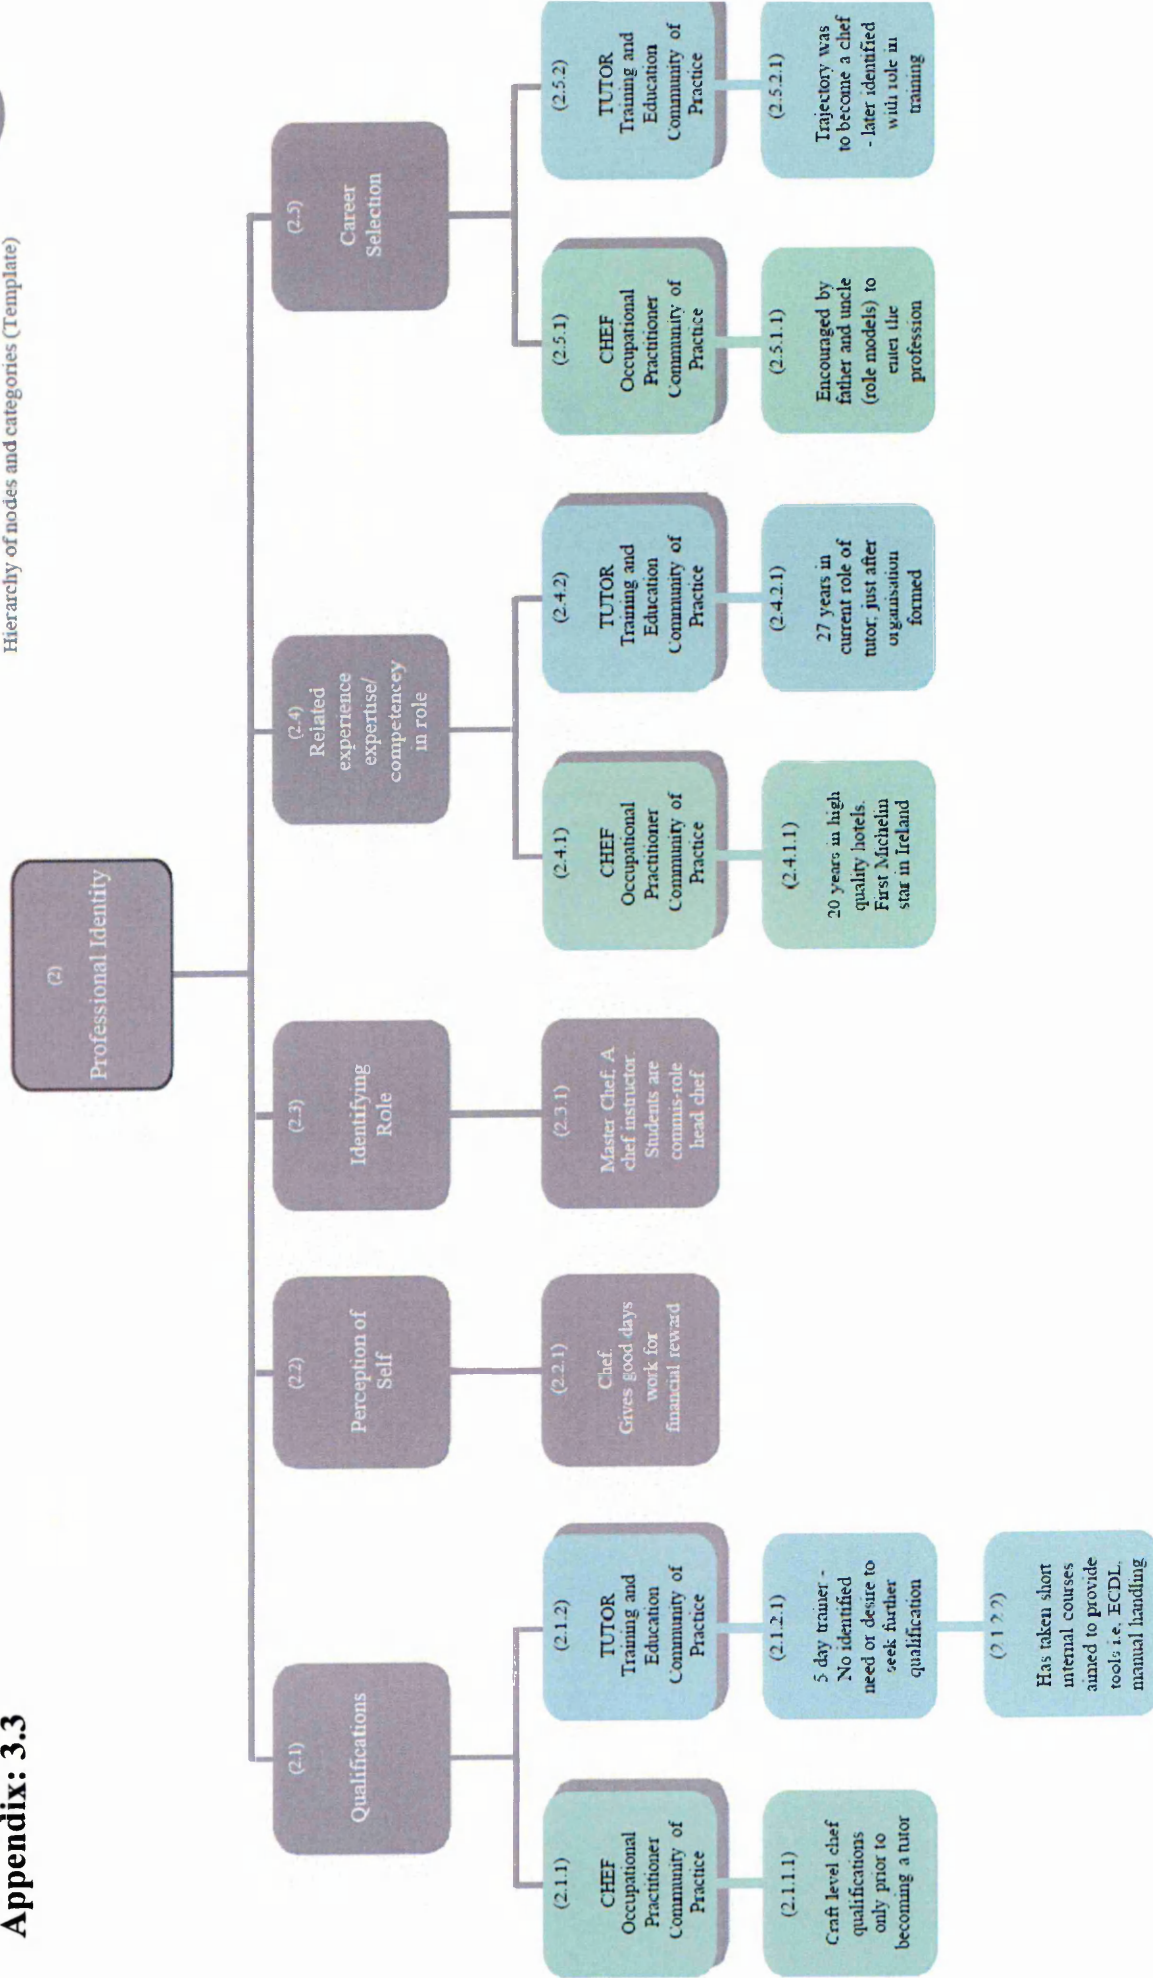 Appendix: 3.3
Hierarchy of nodes and categories (Template)
(2)
Professional Identity
(2.1)
Qualifications
(2.2)
Perception of
Self
(2.3)
Identifying
Role
(2.4)
Related
experience
expertise/
competencey
in role
(2.5)
Career
Selection
(2.1.1)
CHEF
Occupational
Practitioner
Community of
Practice
(2.1.2)
TUTOR
Training and
Education
Community of
Practice
(2.2.1)
Chef.
Gives good days
work for
financial reward
(2.3.1)
Master Chef. A
chef instructor.
Students are
commis-role
head chef
(2.4.1)
CHEF
Occupational
Practitioner
Community of
Practice
(2.4.2)
TUTOR
Training and
Education
Community of
Practice
(2.5.1)
CHEF
Occupational
Practitioner
Community of
Practice
(2.5.2)
TUTOR
Training and
Education
Community of
Practice
(2.1.1.1)
Craft level chef
qualifications
only prior to
becoming a tutor
(2.1.2.1)
5 day trainer -
No identified
need or desire to
seek further
qualification
(2.4.1.1)
20 years in high
quality hotels.
First Michelin
star in Ireland
(2.4.2.1)
27 years in
current role of
tutor; just after
organisation
formed
(2.5.1.1)
Encouraged by
father and uncle
(role models) to
enter the
profession
(2.5.2.1)
Trajectory was
to become a chef
- later identified
with role in
training
(2.1.2.2)
Has taken short
internal courses
aimed to provide
tools i.e. ECDL,
manual handling